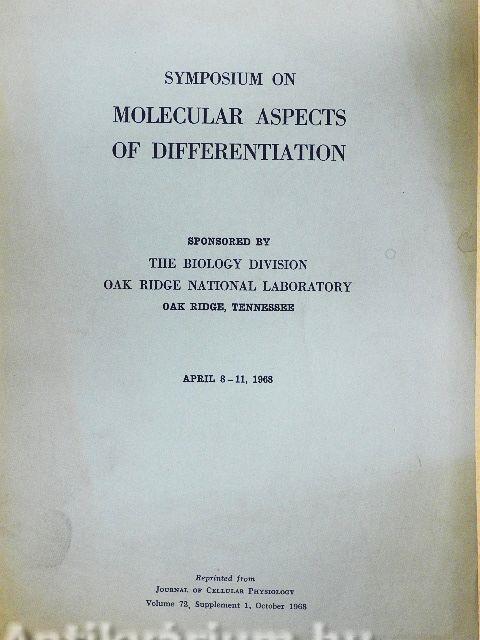 SYMPOSIUM ON
MOLECULAR ASPECTS
OF DIFFERENTIATION
SPONSORED BY
THE BIOLOGY DIVISION
OAK RIDGE NATIONAL LABORATORY
OAK RIDGE, TENNESSEE
APRIL 8–11, 1968
Reprinted from
JOURNAL OF CELLULAR PHYSIOLOGY
Volume 72, Supplement 1, October 1968